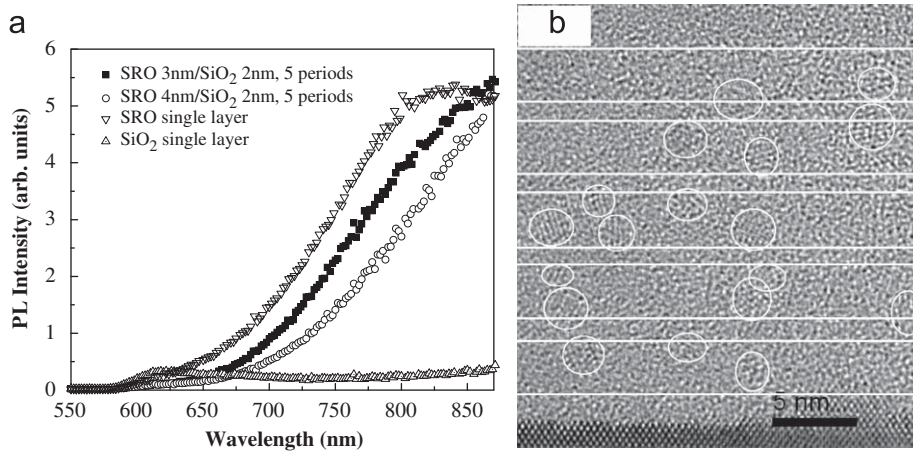 a
b
6
5
4
3
2
1
0
PL Intensity (arb. units)
SRO 3nm/SiO₂ 2nm, 5 periods
SRO 4nm/SiO₂ 2nm, 5 periods
SRO single layer
SiO₂ single layer
550 600 650 700 750 800 850
Wavelength (nm)
5 nm